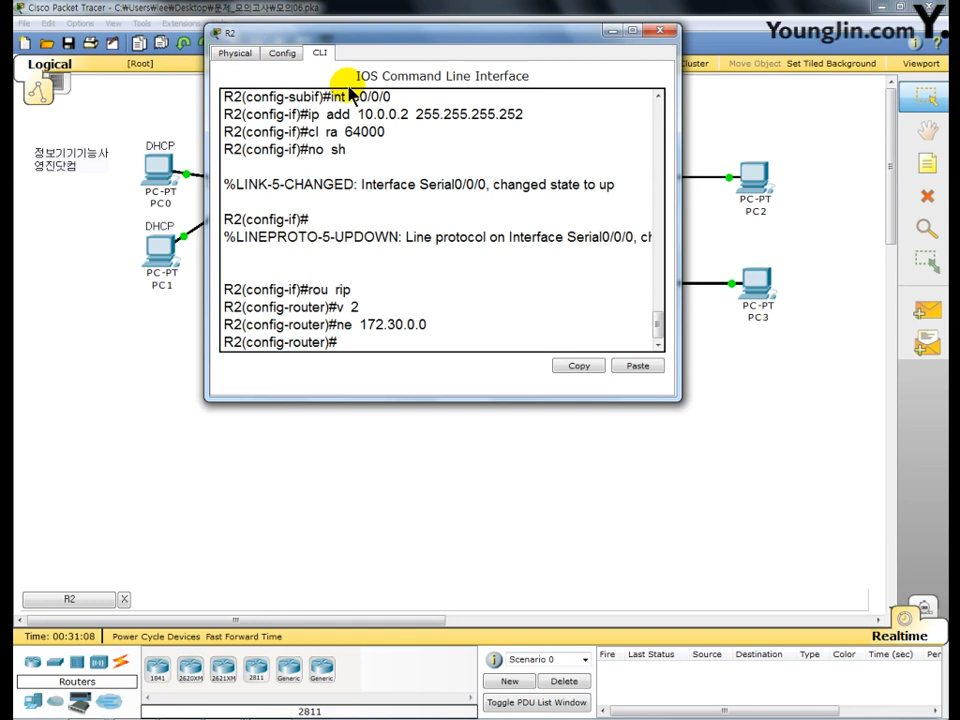 Cisco Packet Tracer - C:\Users\lee\Desktop\문제_모의고사\모의06.pka
Younglin.com Y.
File Edit Options View Tools Extensions
Logical
[Root]
Cluster
Move Object
Set Tiled Background
Viewport
R2
Physical
Config
CLI
IOS Command Line Interface
R2(config-subif)#int s0/0/0
R2(config-if)#ip add 10.0.0.2 255.255.255.252
R2(config-if)#cl ra 64000
R2(config-if)#no sh
%LINK-5-CHANGED: Interface Serial0/0/0, changed state to up
R2(config-if)#
%LINEPROTO-5-UPDOWN: Line protocol on Interface Serial0/0/0, ch
R2(config-if)#rou rip
R2(config-router)#v 2
R2(config-router)#ne 172.30.0.0
R2(config-router)#
Copy
Paste
정보기기기능사
영진닷컴
DHCP
PC-PT
PC0
DHCP
PC-PT
PC1
PC-PT
PC2
PC-PT
PC3
R2
X
Time: 00:31:08
Power Cycle Devices Fast Forward Time
Realtime
Routers
1841
2620XM
2621XM
2811
Generic
Generic
2811
Scenario 0
New
Delete
Toggle PDU List Window
Fire
Last Status
Source
Destination
Type
Color
Time (sec)
Per